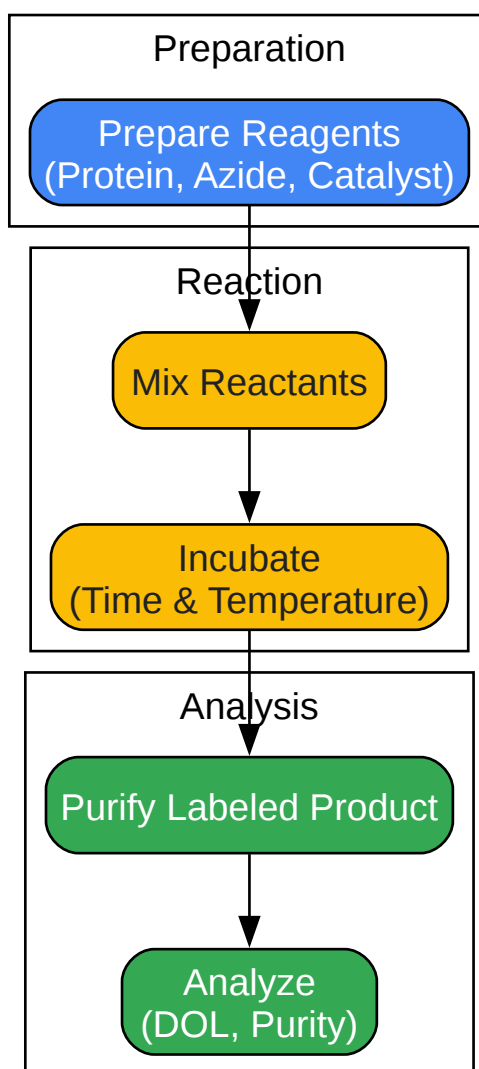 Preparation
Prepare Reagents
(Protein, Azide, Catalyst)
Reaction
Mix Reactants
Incubate
(Time & Temperature)
Analysis
Purify Labeled Product
Analyze
(DOL, Purity)